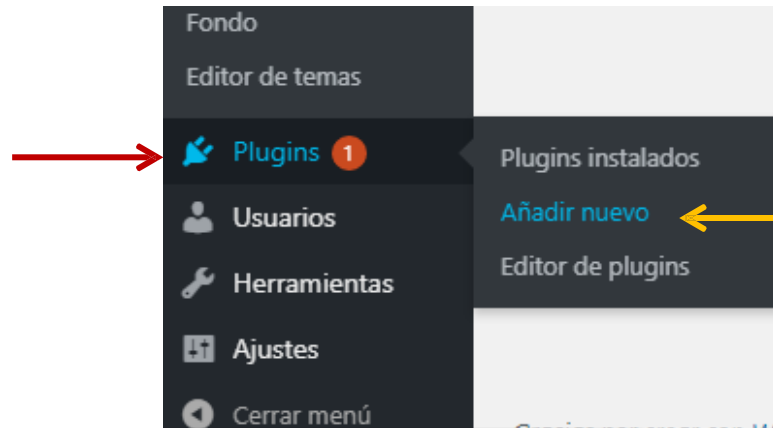 Fondo
Editor de temas
Plugins 1
Plugins instalados
Añadir nuevo
Editor de plugins
Usuarios
Herramientas
Ajustes
Cerrar menú